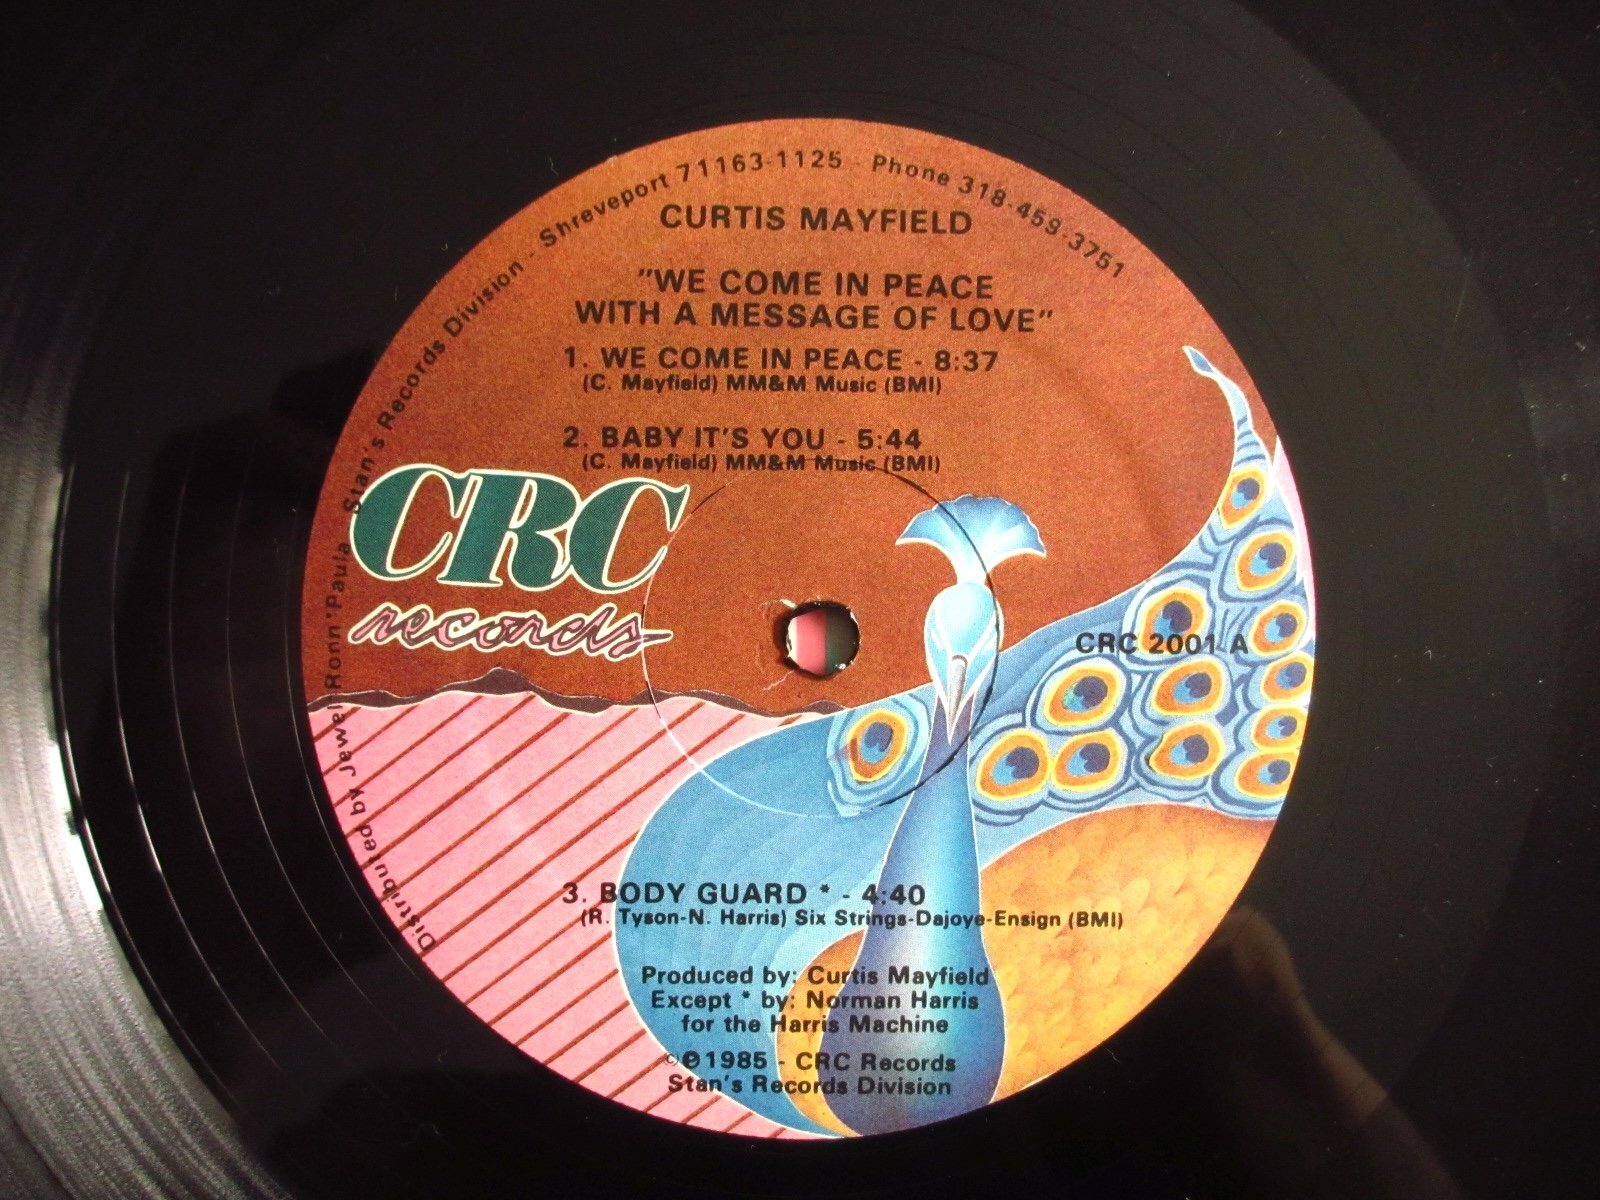 Distributed by Jewel 'Ronn' Paula Stan's Records Division - Shreveport 71163-1125 - Phone 318-459-3751
CURTIS MAYFIELD
"WE COME IN PEACE
WITH A MESSAGE OF LOVE"
1. WE COME IN PEACE - 8:37
(C. Mayfield) MM&M Music (BMI)
2. BABY IT'S YOU - 5:44
(C. Mayfield) MM&M Music (BMI)
CRC
records
CRC 2001 A
3. BODY GUARD * - 4:40
(R. Tyson-N. Harris) Six Strings-Dajoye-Ensign (BMI)
Produced by: Curtis Mayfield
Except * by: Norman Harris
for the Harris Machine
©℗1985 - CRC Records
Stan's Records Division